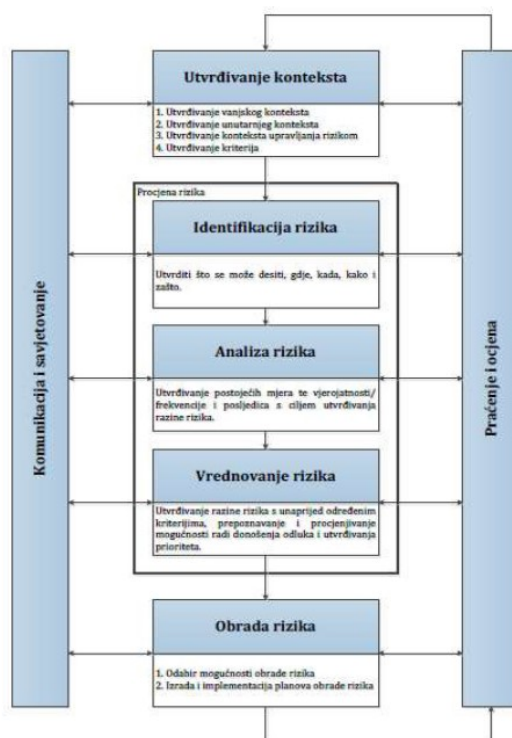 Utvrđivanje konteksta
1. Utvrđivanje vanjskog konteksta
2. Utvrđivanje unutarnjeg konteksta
3. Utvrđivanje konteksta upravljanja rizikom
4. Utvrđivanje kriterija
Procjena rizika
Identifikacija rizika
Utvrditi što se može desiti, gdje, kada, kako i
zašto.
Analiza rizika
Utvrđivanje postojećih mjera te vjerojatnosti/
frekvencije i posljedica s ciljem utvrđivanja
razine rizika.
Vrednovanje rizika
Utvrđivanje razine rizika s unaprijed određenim
kriterijima, prepoznavanje i procjenjivanje
mogućnosti radi donošenja odluka i utvrđivanja
prioriteta.
Obrada rizika
1. Odabir mogućnosti obrade rizika
2. Izrada i implementacija planova obrade rizika
Komunikacija i savjetovanje
Praćenje i ocjena